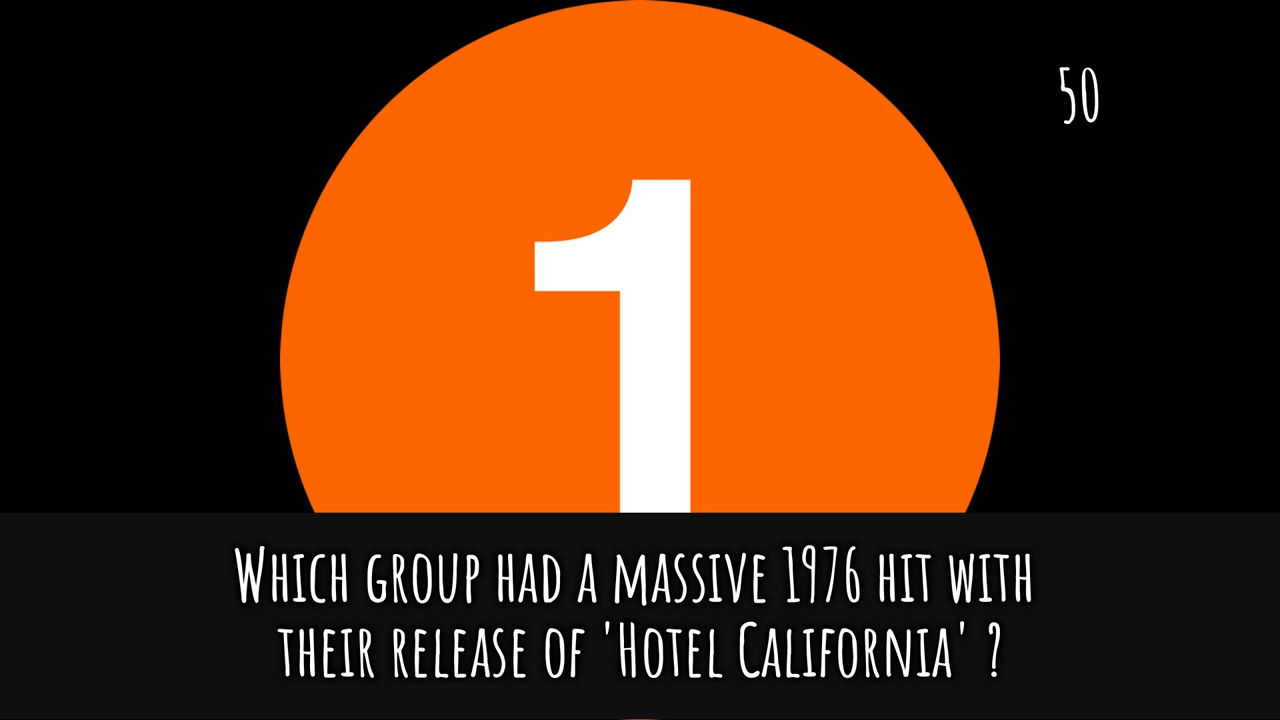 50
1
Which group had a massive 1976 hit with
their release of 'Hotel California' ?